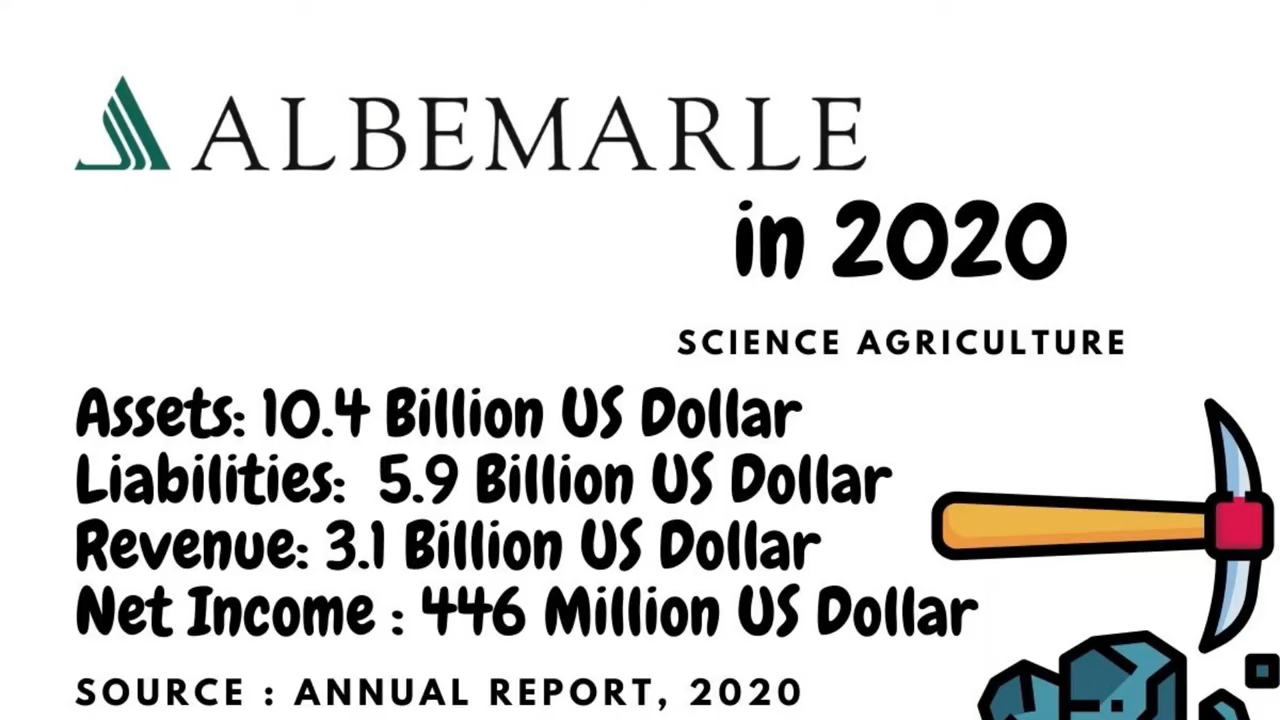 ALBEMARLE
in 2020
SCIENCE AGRICULTURE
Assets: 10.4 Billion US Dollar
Liabilities: 5.9 Billion US Dollar
Revenue: 3.1 Billion US Dollar
Net Income : 446 Million US Dollar
SOURCE : ANNUAL REPORT, 2020